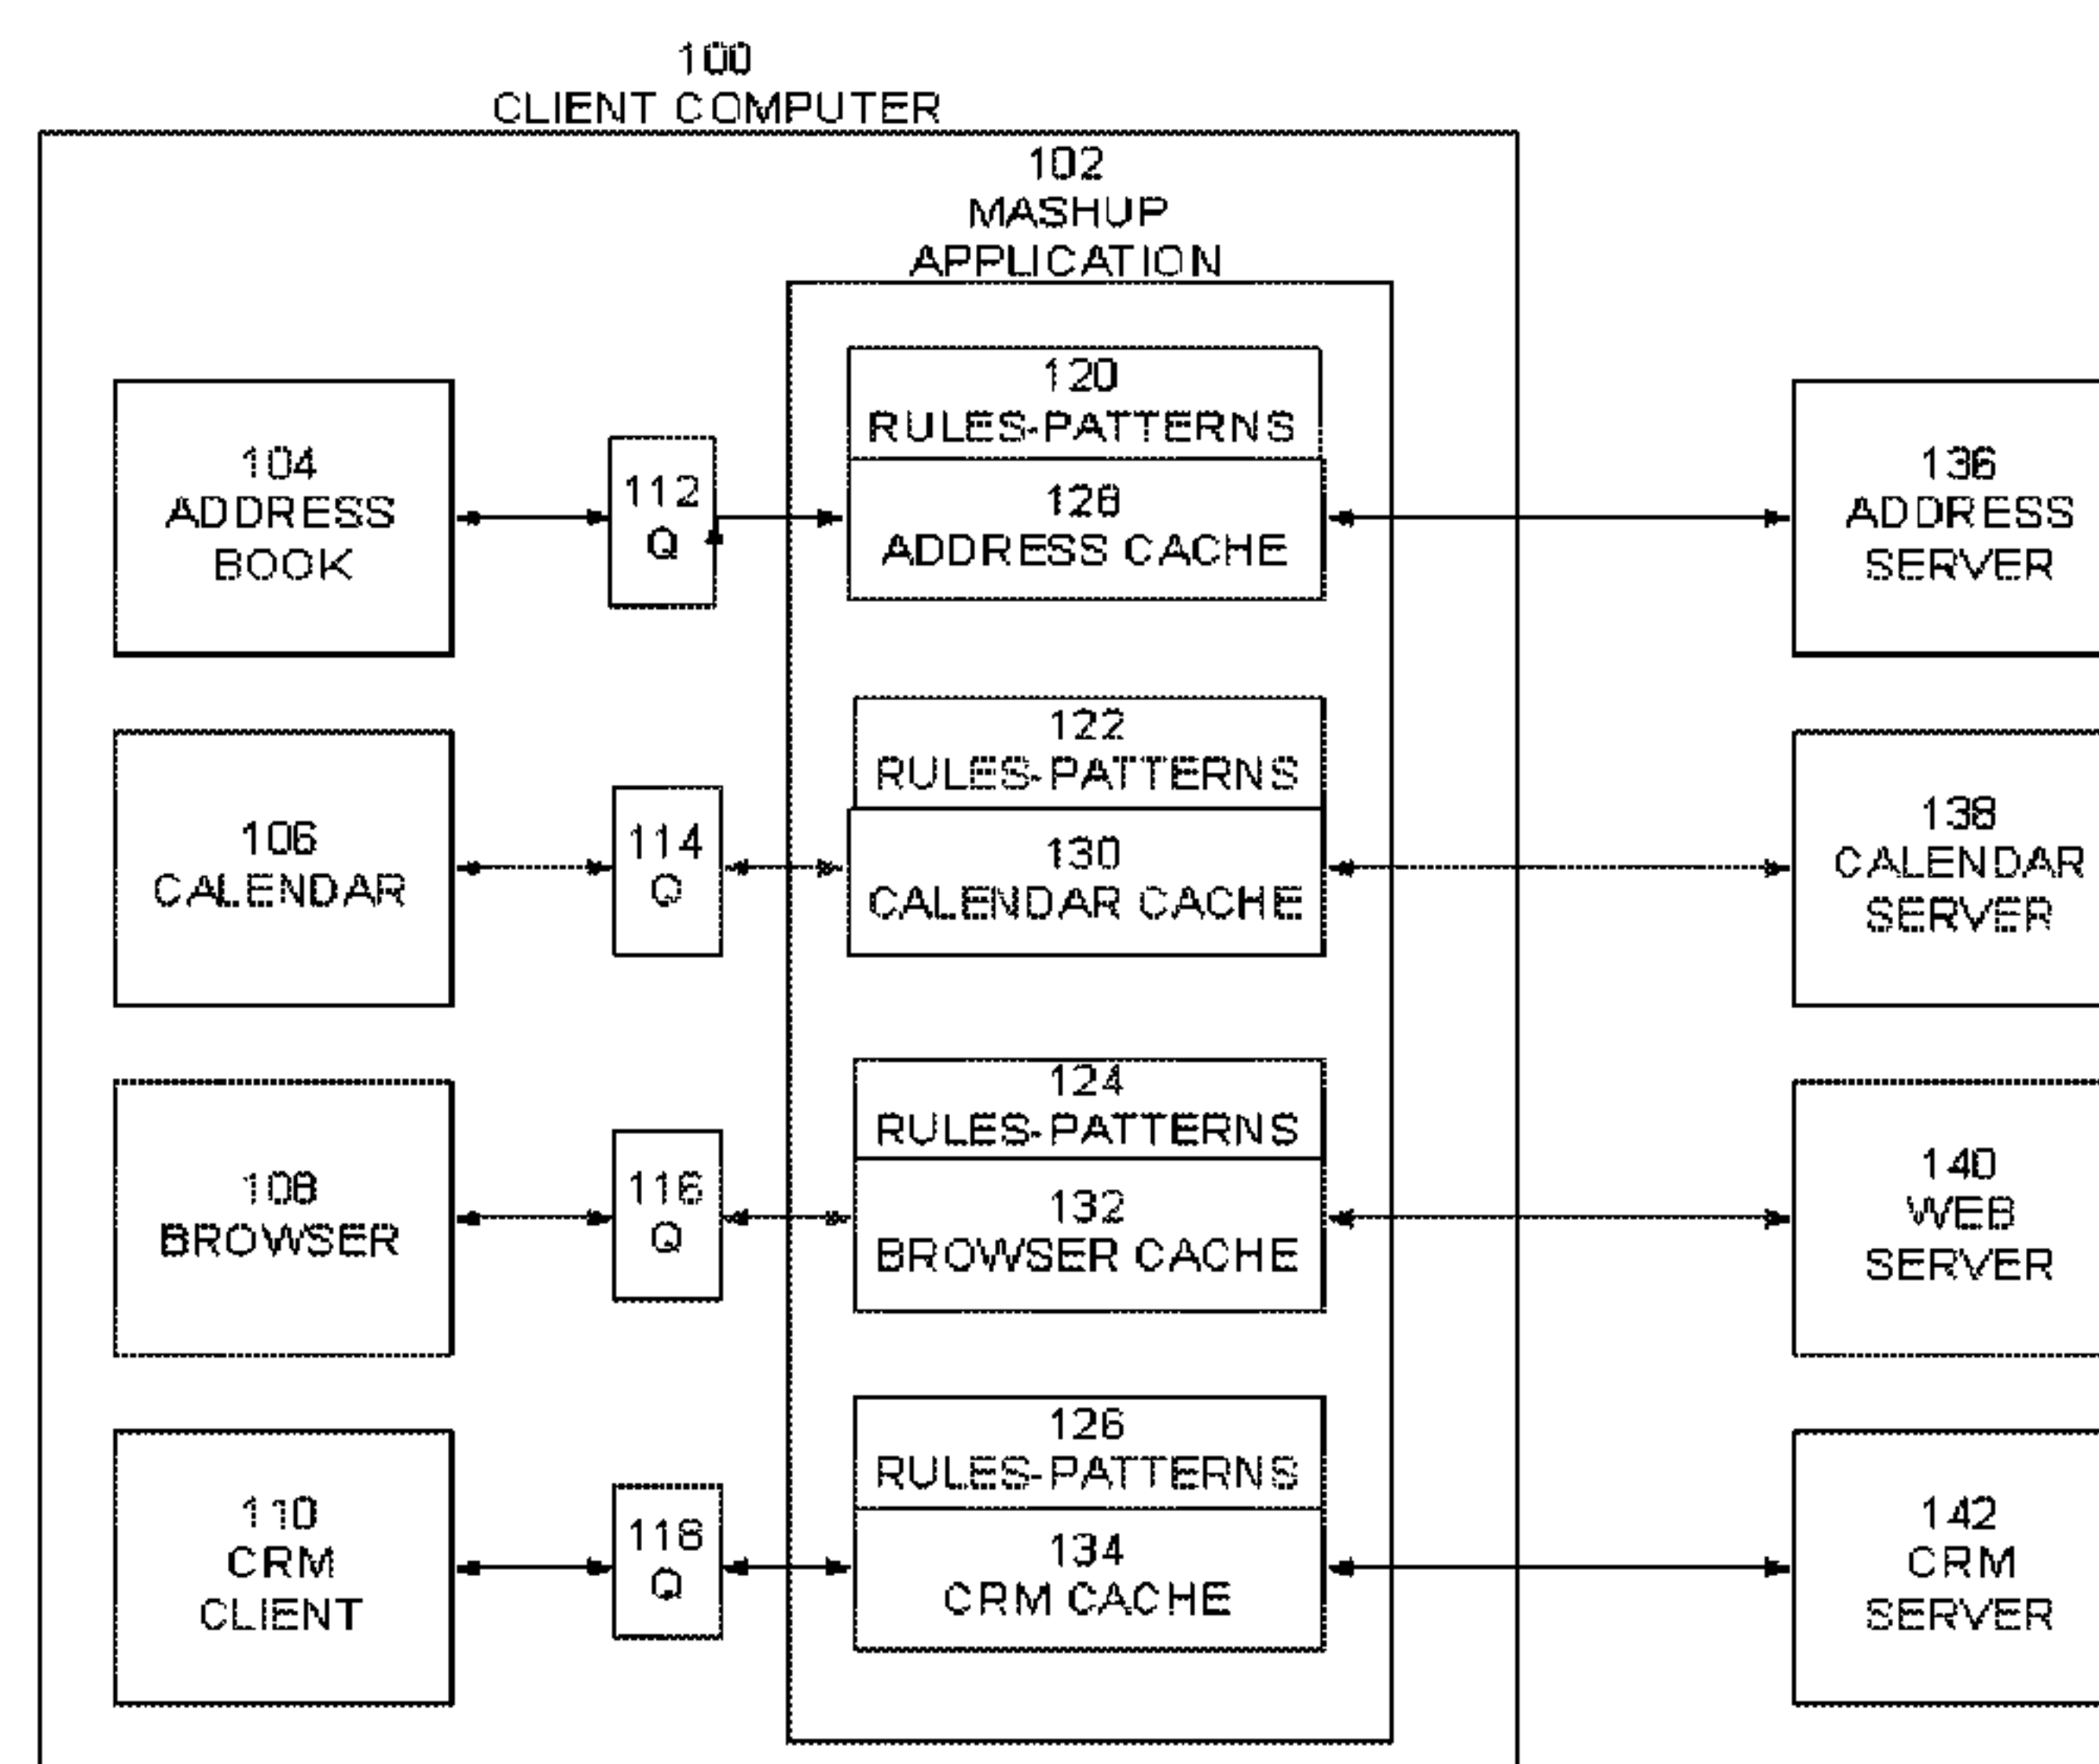 100
CLIENT COMPUTER
102
MASHUP
APPLICATION
104
ADDRESS
BOOK
112
Q
120
RULES-PATTERNS
128
ADDRESS CACHE
136
ADDRESS
SERVER
106
CALENDAR
114
Q
122
RULES-PATTERNS
130
CALENDAR CACHE
138
CALENDAR
SERVER
108
BROWSER
116
Q
124
RULES-PATTERNS
132
BROWSER CACHE
140
WEB
SERVER
110
CRM
CLIENT
118
Q
126
RULES-PATTERNS
134
CRM CACHE
142
CRM
SERVER